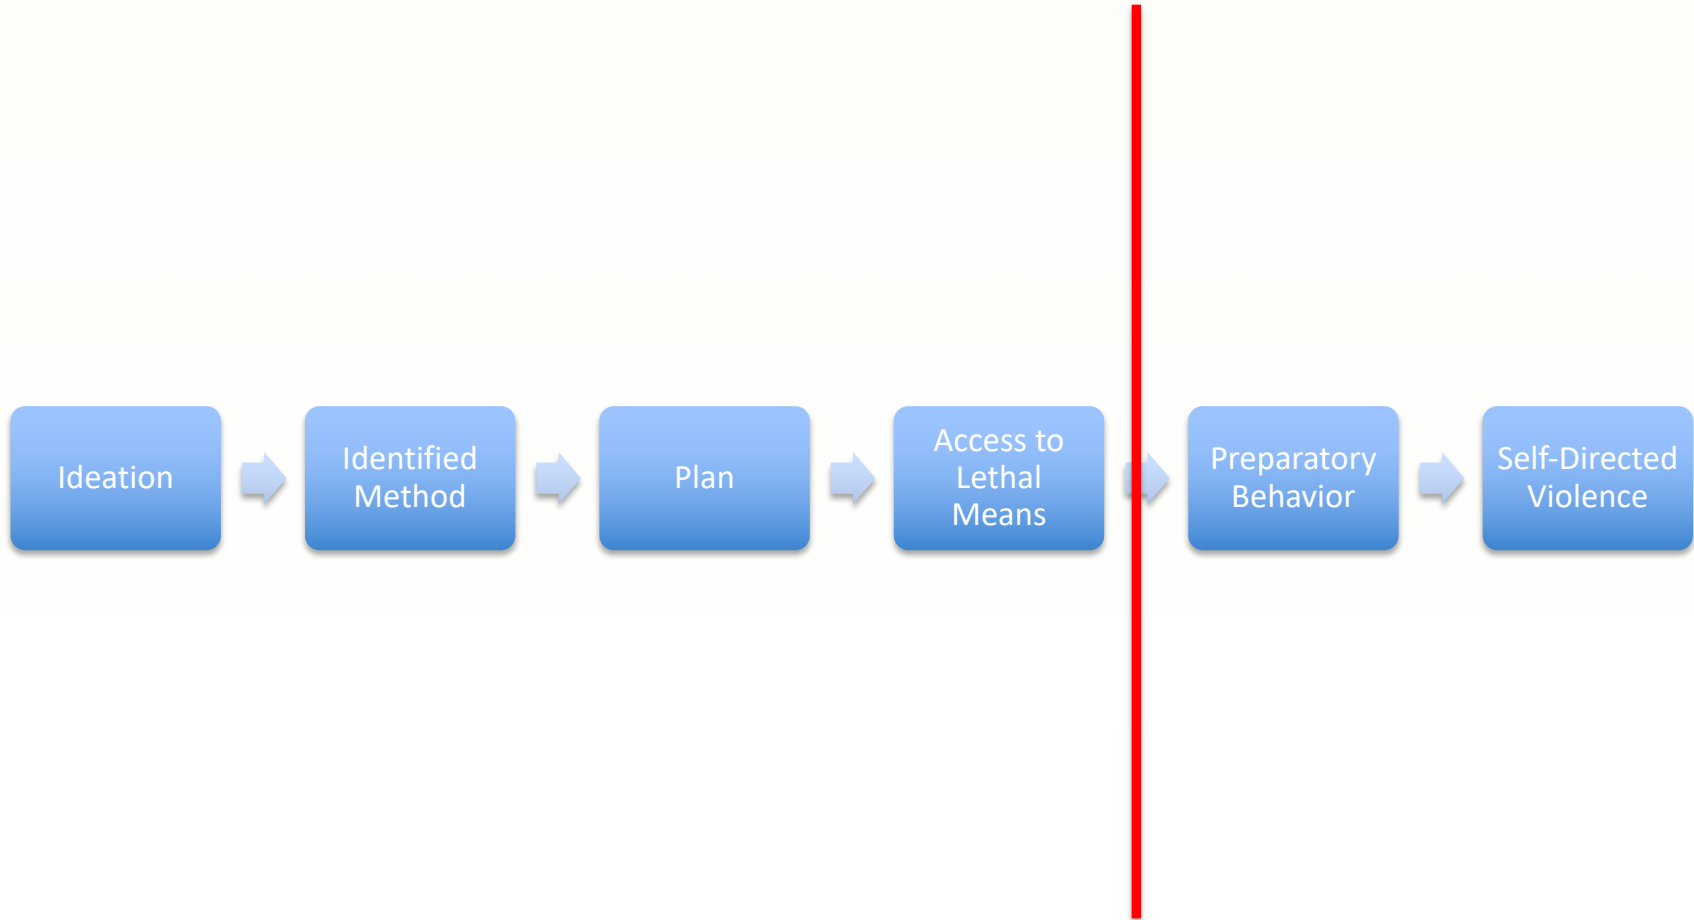 Ideation
Identified
Method
Plan
Access to
Lethal
Means
Preparatory
Behavior
Self-Directed
Violence